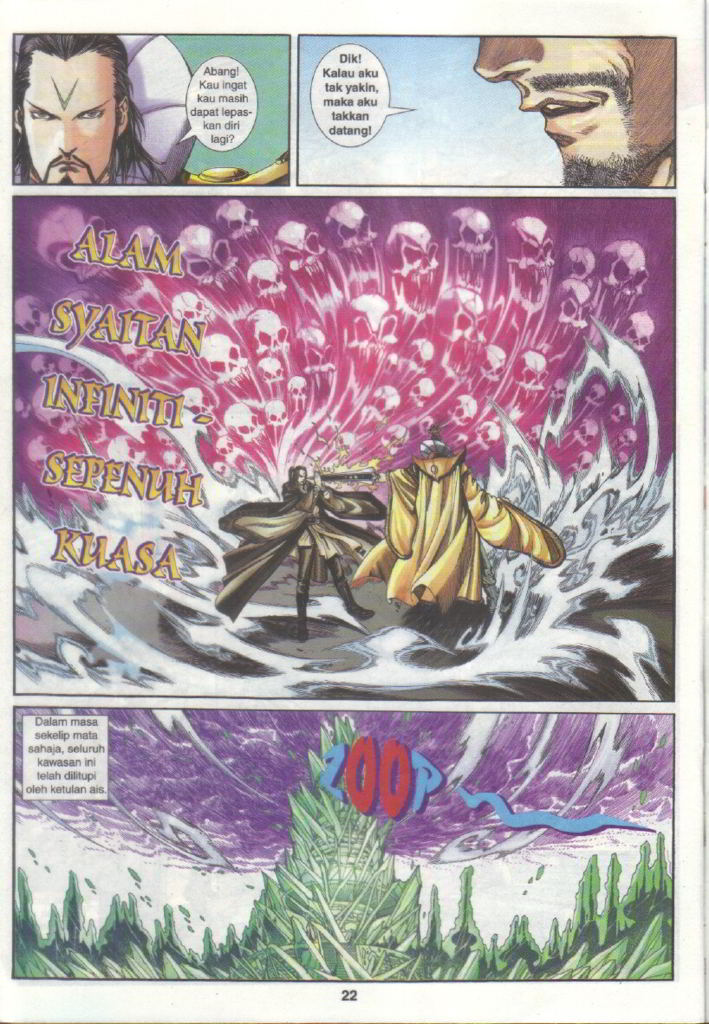 Abang!
Kau ingat
kau masih
dapat lepas-
kan diri
lagi?
Dik!
Kalau aku
tak yakin,
maka aku
takkan
datang!
ALAM
SYAITAN
INFINITI -
SEPENUH
KUASA
Dalam masa
sekelip mata
sahaja, seluruh
kawasan ini
telah dilitupi
oleh ketulan ais.
ZOOP
22